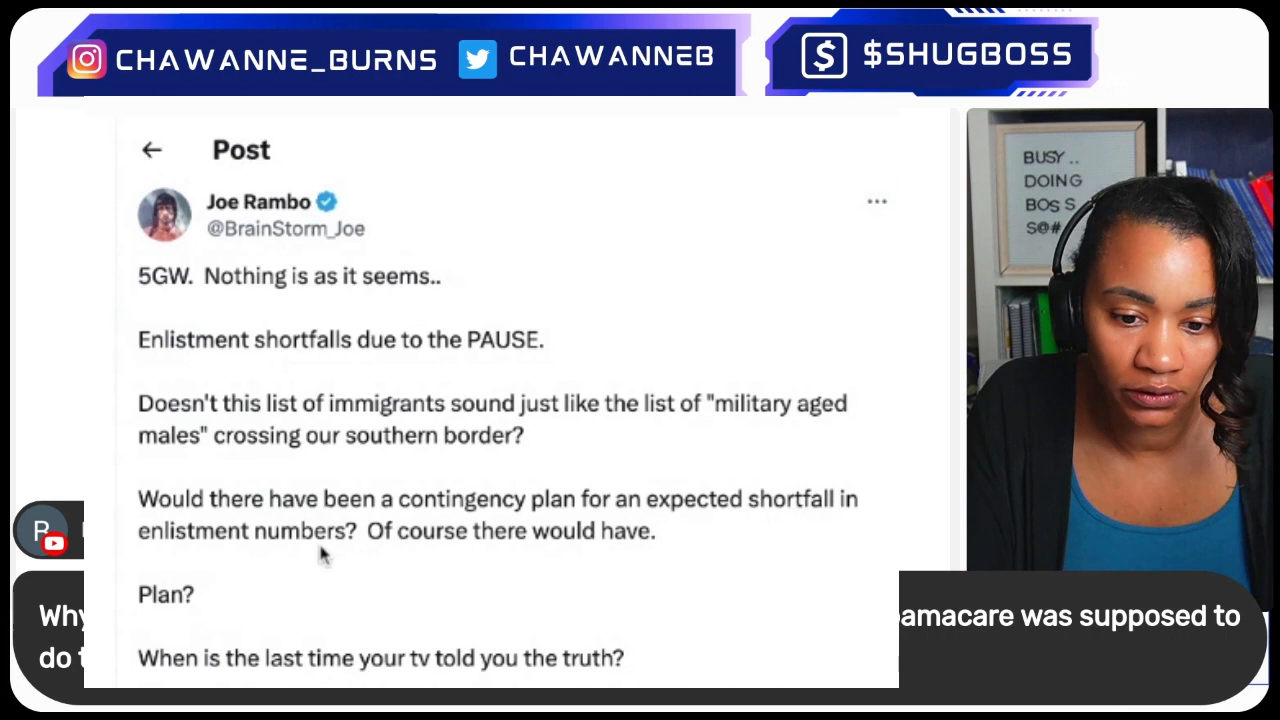 CHAWANNE_BURNS
CHAWANNEB
$SHUGBOSS
Post
Joe Rambo
@BrainStorm_Joe
5GW. Nothing is as it seems..
Enlistment shortfalls due to the PAUSE.
Doesn't this list of immigrants sound just like the list of "military aged
males" crossing our southern border?
Would there have been a contingency plan for an expected shortfall in
enlistment numbers? Of course there would have.
Plan?
When is the last time your tv told you the truth?
BUSY ..
DOING
BOSS
S@#
R
Why
amacare was supposed to
do